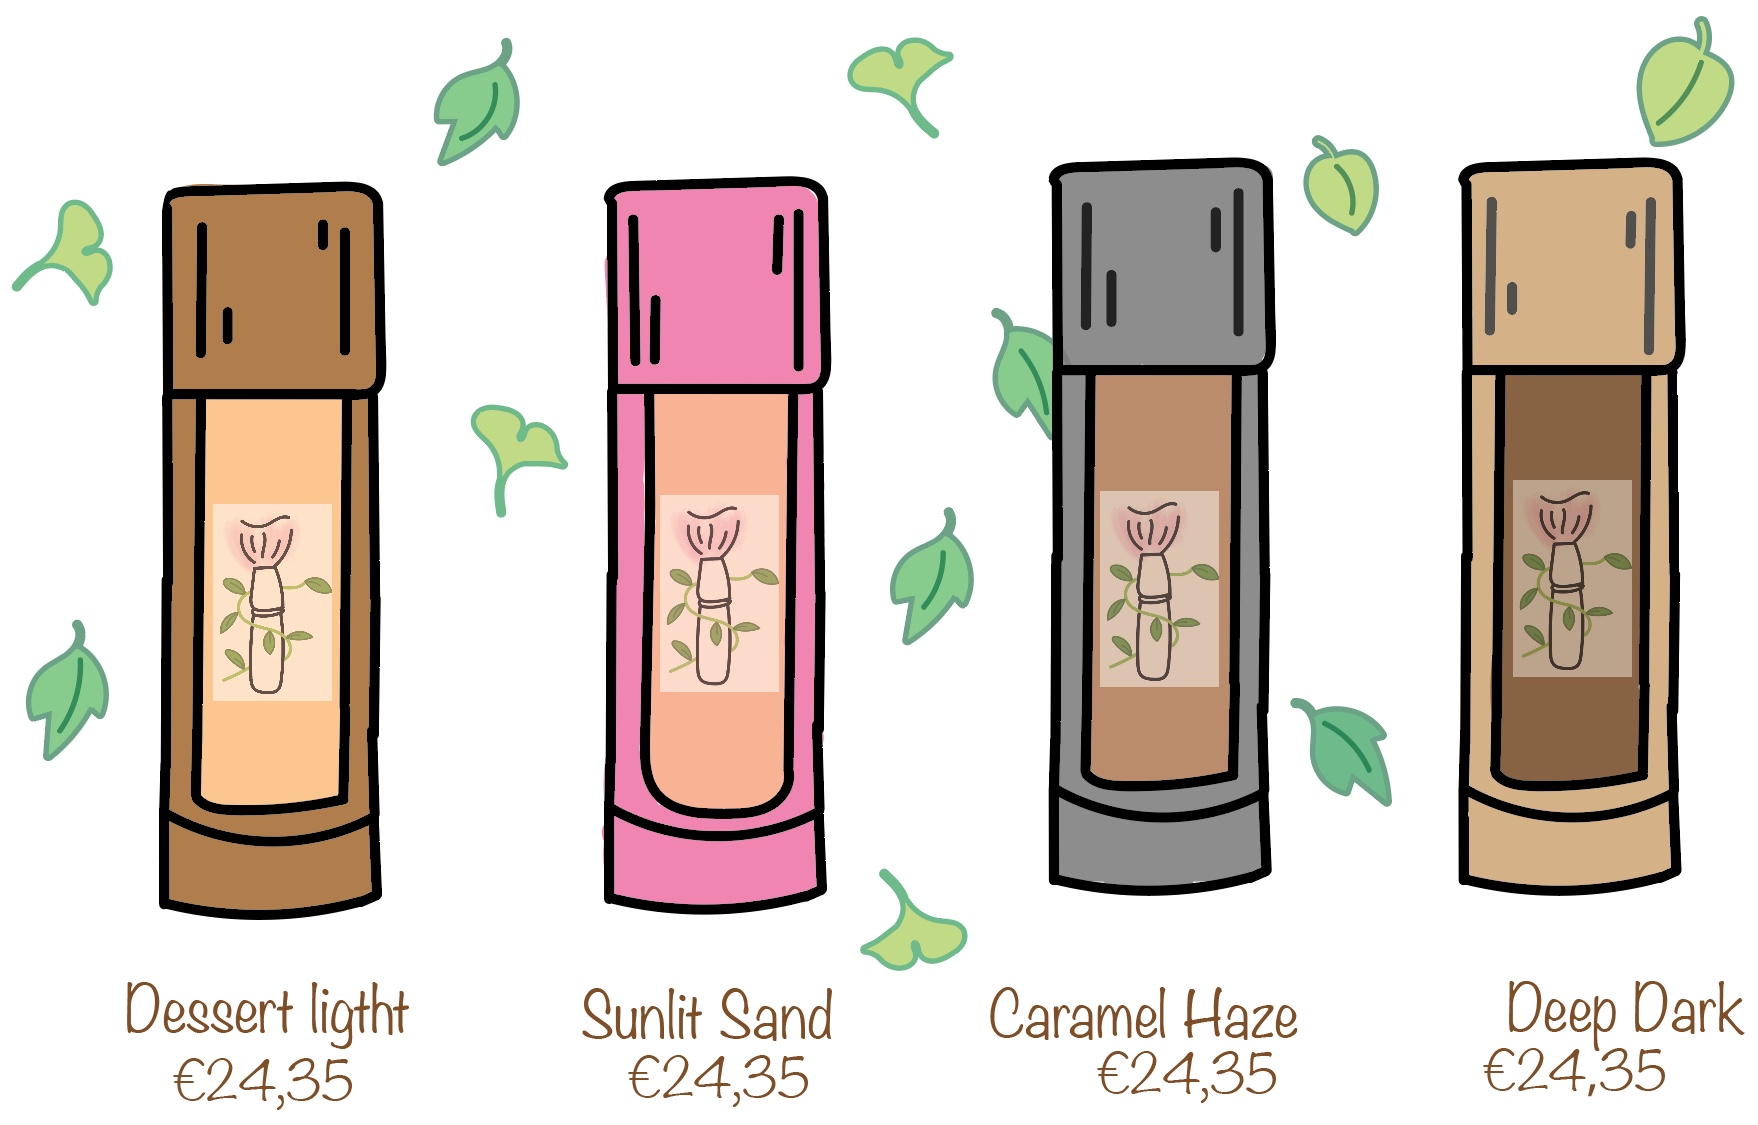 Dessert ligtht
€24,35
Sunlit Sand
€24,35
Caramel Haze
€24,35
Deep Dark
€24,35